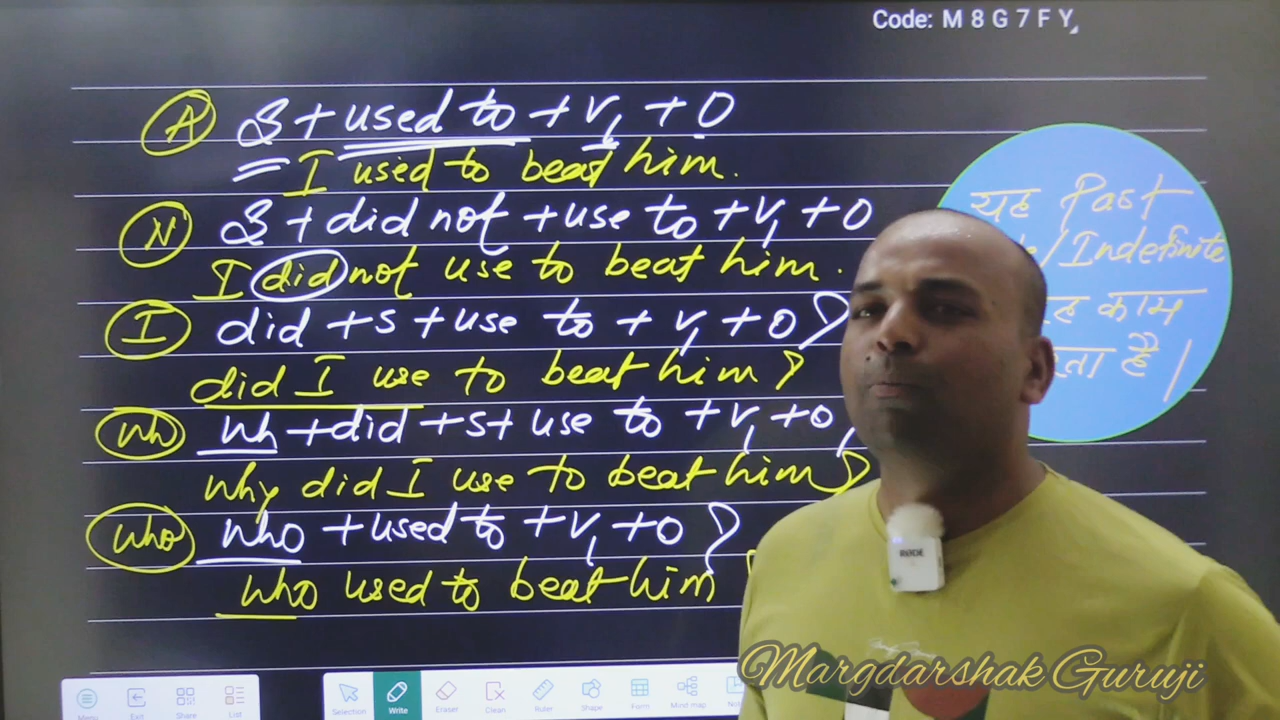 Code: M 8 G 7 F Y
A S + used to + V1 + O
I used to beat him.
N S + did not + use to + V1 + O
I did not use to beat him.
I did + S + use to + V1 + O ?
did I use to beat him ?
Wh Wh + did + S + use to + V1 + O,
Why did I use to beat him ?
Who Who + used to + V1 + O ?
Who used to beat him
यह Past
/Indefinite
काम
है |
RØDE
Menu Exit Share List Selection Write Eraser Clean Ruler Shape Form Mind map
Margdarshak Guruji